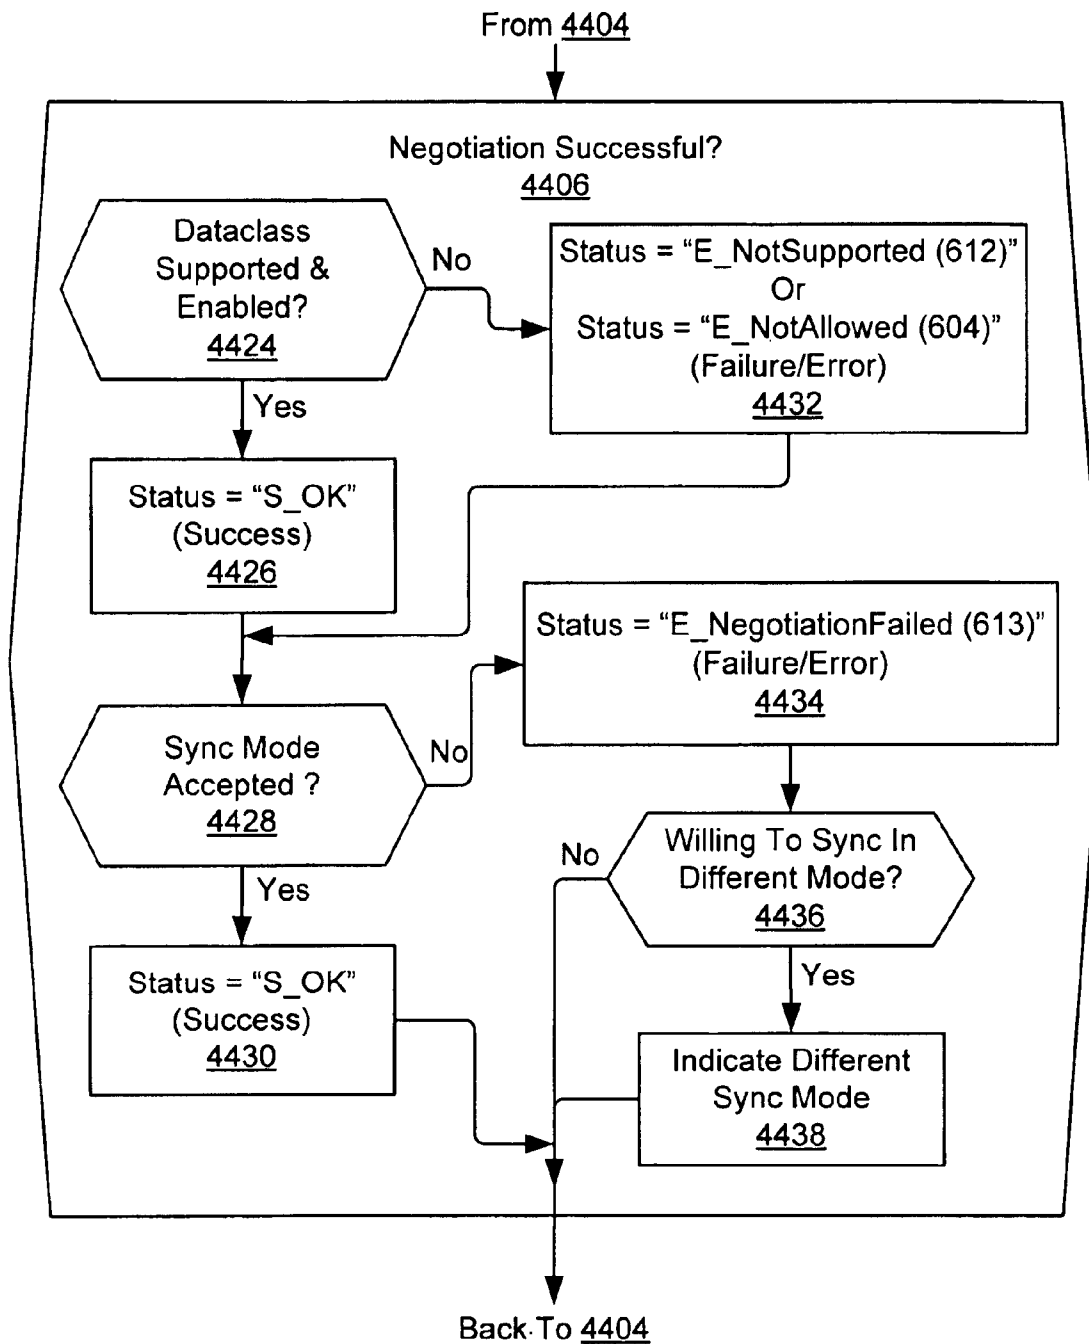 From 4404
Negotiation Successful?
4406
Dataclass
Supported &
Enabled?
4424
No
Status = “E_NotSupported (612)”
Or
Status = “E_NotAllowed (604)”
(Failure/Error)
4432
Yes
Status = “S_OK”
(Success)
4426
Status = “E_NegotiationFailed (613)”
(Failure/Error)
4434
Sync Mode
Accepted ?
4428
No
Willing To Sync In
Different Mode?
4436
No
Yes
Yes
Status = “S_OK”
(Success)
4430
Indicate Different
Sync Mode
4438
Back To 4404